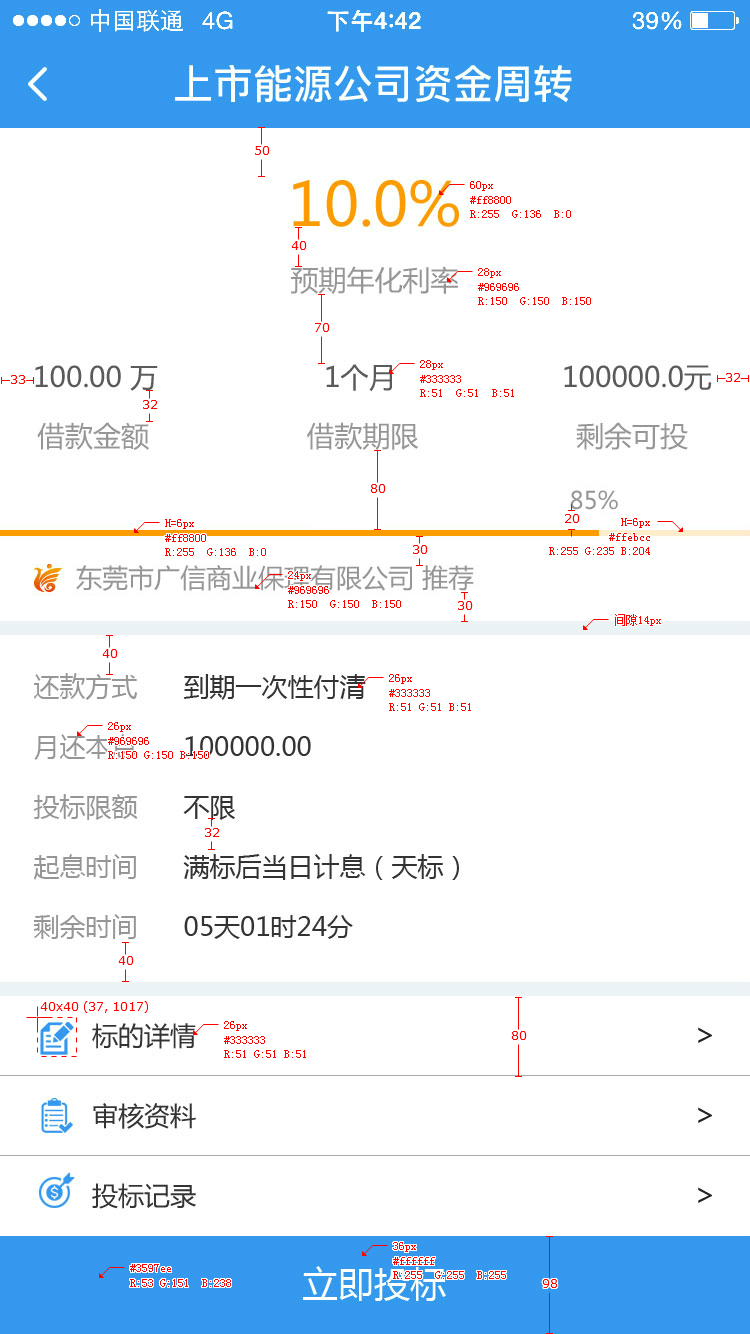 中国联通 4G 下午4:42 39%
上市能源公司资金周转
50
10.0%
60px
#ff8800
R:255 G:136 B:0
40
预期年化利率
28px
#969696
R:150 G:150 B:150
70
33
100.00 万
1个月
28px
#333333
R:51 G:51 B:51
100000.0元
32
32
借款金额
借款期限
剩余可投
80
85%
20
H=6px
#ff8800
R:255 G:136 B:0
H=6px
#ffebcc
R:255 G:235 B:204
30
东莞市广信商业保理有限公司 推荐
24px
#969696
R:150 G:150 B:150
30
间隙14px
40
还款方式 到期一次性付清
26px
#333333
R:51 G:51 B:51
月还本息 100000.00
26px
#969696
R:150 G:150 B:150
投标限额 不限
32
起息时间 满标后当日计息（天标）
剩余时间 05天01时24分
40
40x40 (37, 1017)
标的详情 >
26px
#333333
R:51 G:51 B:51
80
审核资料 >
投标记录 >
立即投标
36px
#ffffff
R:255 G:255 B:255
#3597ee
R:53 G:151 B:238
98